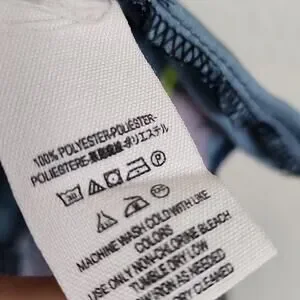 100% POLYESTER-POLIÉSTER-
POLIESTERE-聚酯纖維-ポリエステル
MACHINE WASH COLD WITH LIKE
COLORS
USE ONLY NON-CHLORINE BLEACH
TUMBLE DRY LOW
IRON AS NEEDED
DRY CLEANED